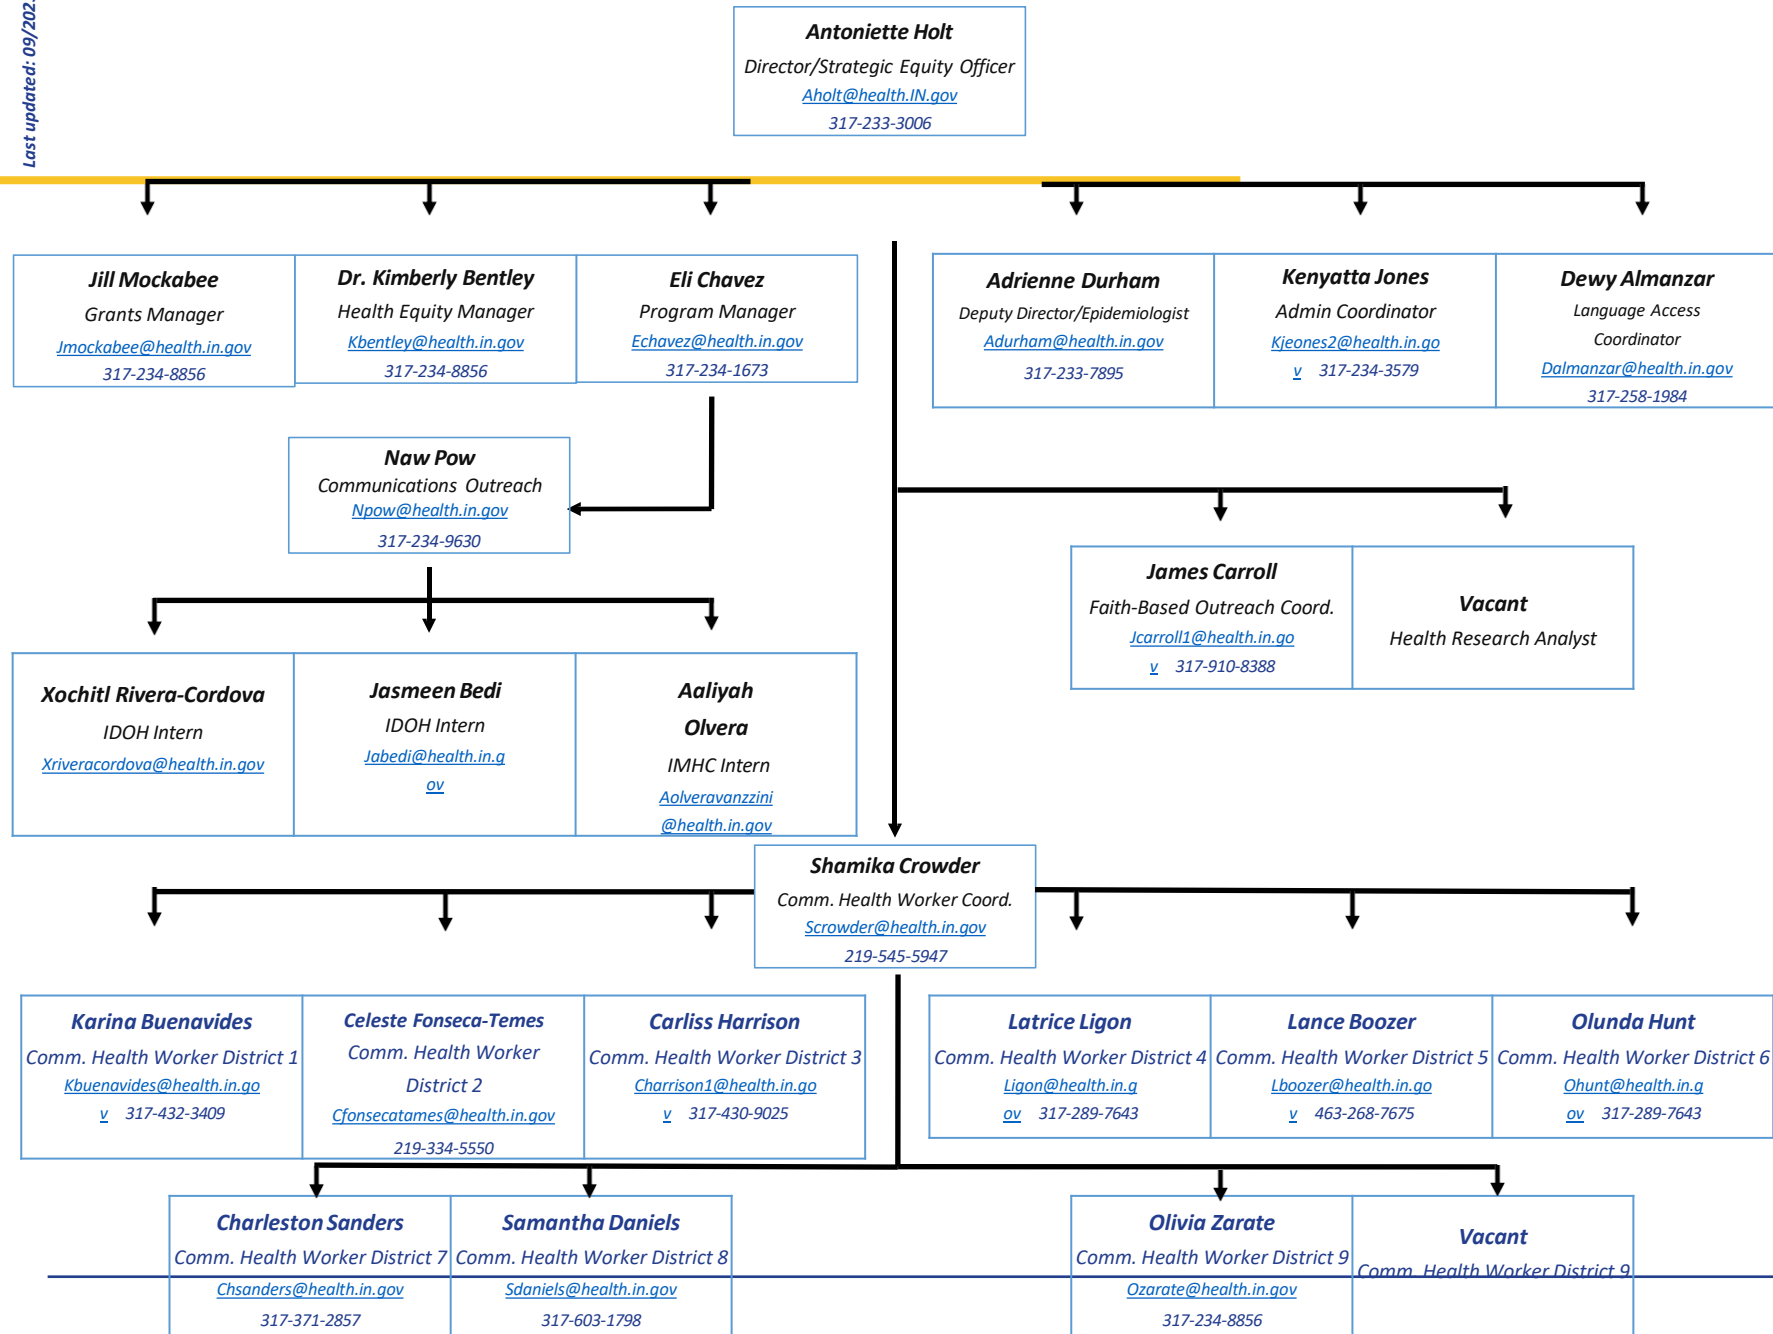 Last updated: 09/202
Antoniette Holt
Director/Strategic Equity Officer
Aholt@health.IN.gov
317-233-3006
Jill Mockabee
Grants Manager
Jmockabee@health.in.gov
317-234-8856
Dr. Kimberly Bentley
Health Equity Manager
Kbentley@health.in.gov
317-234-8856
Eli Chavez
Program Manager
Echavez@health.in.gov
317-234-1673
Adrienne Durham
Deputy Director/Epidemiologist
Adurham@health.in.gov
317-233-7895
Kenyatta Jones
Admin Coordinator
Kjeones2@health.in.go
v 317-234-3579
Dewy Almanzar
Language Access
Coordinator
Dalmanzar@health.in.gov
317-258-1984
Naw Pow
Communications Outreach
Npow@health.in.gov
317-234-9630
James Carroll
Faith-Based Outreach Coord.
Jcarroll1@health.in.go
v 317-910-8388
Vacant
Health Research Analyst
Xochitl Rivera-Cordova
IDOH Intern
Xriveracordova@health.in.gov
Jasmeen Bedi
IDOH Intern
Jabedi@health.in.g
ov
Aaliyah
Olvera
IMHC Intern
Aolveravanzzini
@health.in.gov
Shamika Crowder
Comm. Health Worker Coord.
Scrowder@health.in.gov
219-545-5947
Karina Buenavides
Comm. Health Worker District 1
Kbuenavides@health.in.go
v 317-432-3409
Celeste Fonseca-Temes
Comm. Health Worker
District 2
Cfonsecatames@health.in.gov
219-334-5550
Carliss Harrison
Comm. Health Worker District 3
Charrison1@health.in.go
v 317-430-9025
Latrice Ligon
Comm. Health Worker District 4
Ligon@health.in.g
ov 317-289-7643
Lance Boozer
Comm. Health Worker District 5
Lboozer@health.in.go
v 463-268-7675
Olunda Hunt
Comm. Health Worker District 6
Ohunt@health.in.g
ov 317-289-7643
Charleston Sanders
Comm. Health Worker District 7
Chsanders@health.in.gov
317-371-2857
Samantha Daniels
Comm. Health Worker District 8
Sdaniels@health.in.gov
317-603-1798
Olivia Zarate
Comm. Health Worker District 9
Ozarate@health.in.gov
317-234-8856
Vacant
Comm. Health Worker District 9